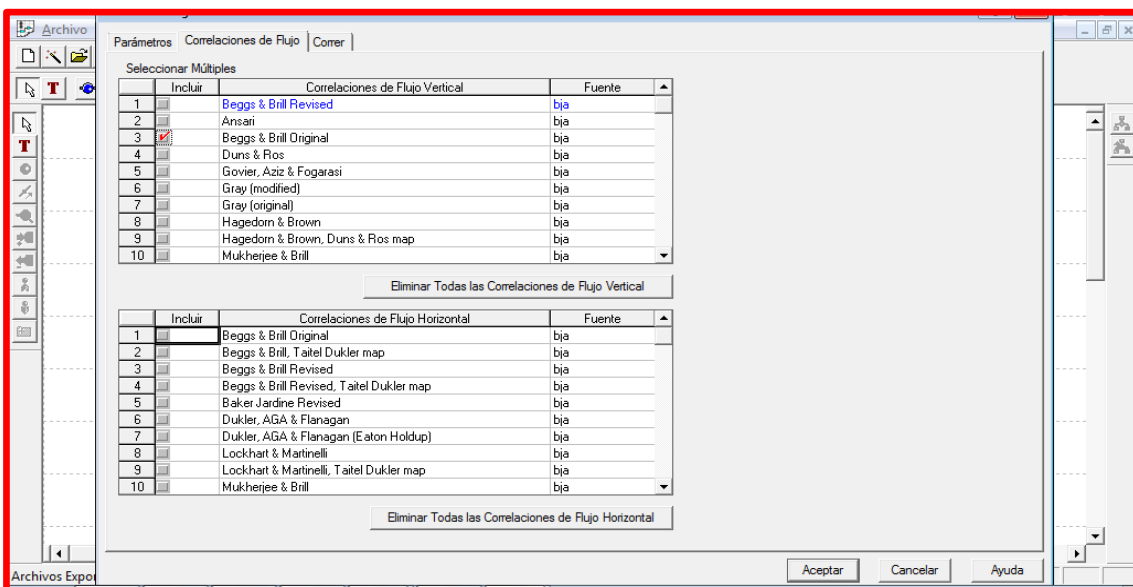 Archivo
Parámetros Correlaciones de Flujo Correr
Seleccionar Múltiples
Incluir Correlaciones de Flujo Vertical Fuente
1 Beggs & Brill Revised bja
2 Ansari bja
3 Beggs & Brill Original bja
4 Duns & Ros bja
5 Govier, Aziz & Fogarasi bja
6 Gray (modified) bja
7 Gray (original) bja
8 Hagedorn & Brown bja
9 Hagedorn & Brown, Duns & Ros map bja
10 Mukherjee & Brill bja
Eliminar Todas las Correlaciones de Flujo Vertical
Incluir Correlaciones de Flujo Horizontal Fuente
1 Beggs & Brill Original bja
2 Beggs & Brill, Taitel Dukler map bja
3 Beggs & Brill Revised bja
4 Beggs & Brill Revised, Taitel Dukler map bja
5 Baker Jardine Revised bja
6 Dukler, AGA & Flanagan bja
7 Dukler, AGA & Flanagan (Eaton Holdup) bja
8 Lockhart & Martinelli bja
9 Lockhart & Martinelli, Taitel Dukler map bja
10 Mukherjee & Brill bja
Eliminar Todas las Correlaciones de Flujo Horizontal
Aceptar Cancelar Ayuda
Archivos Expor